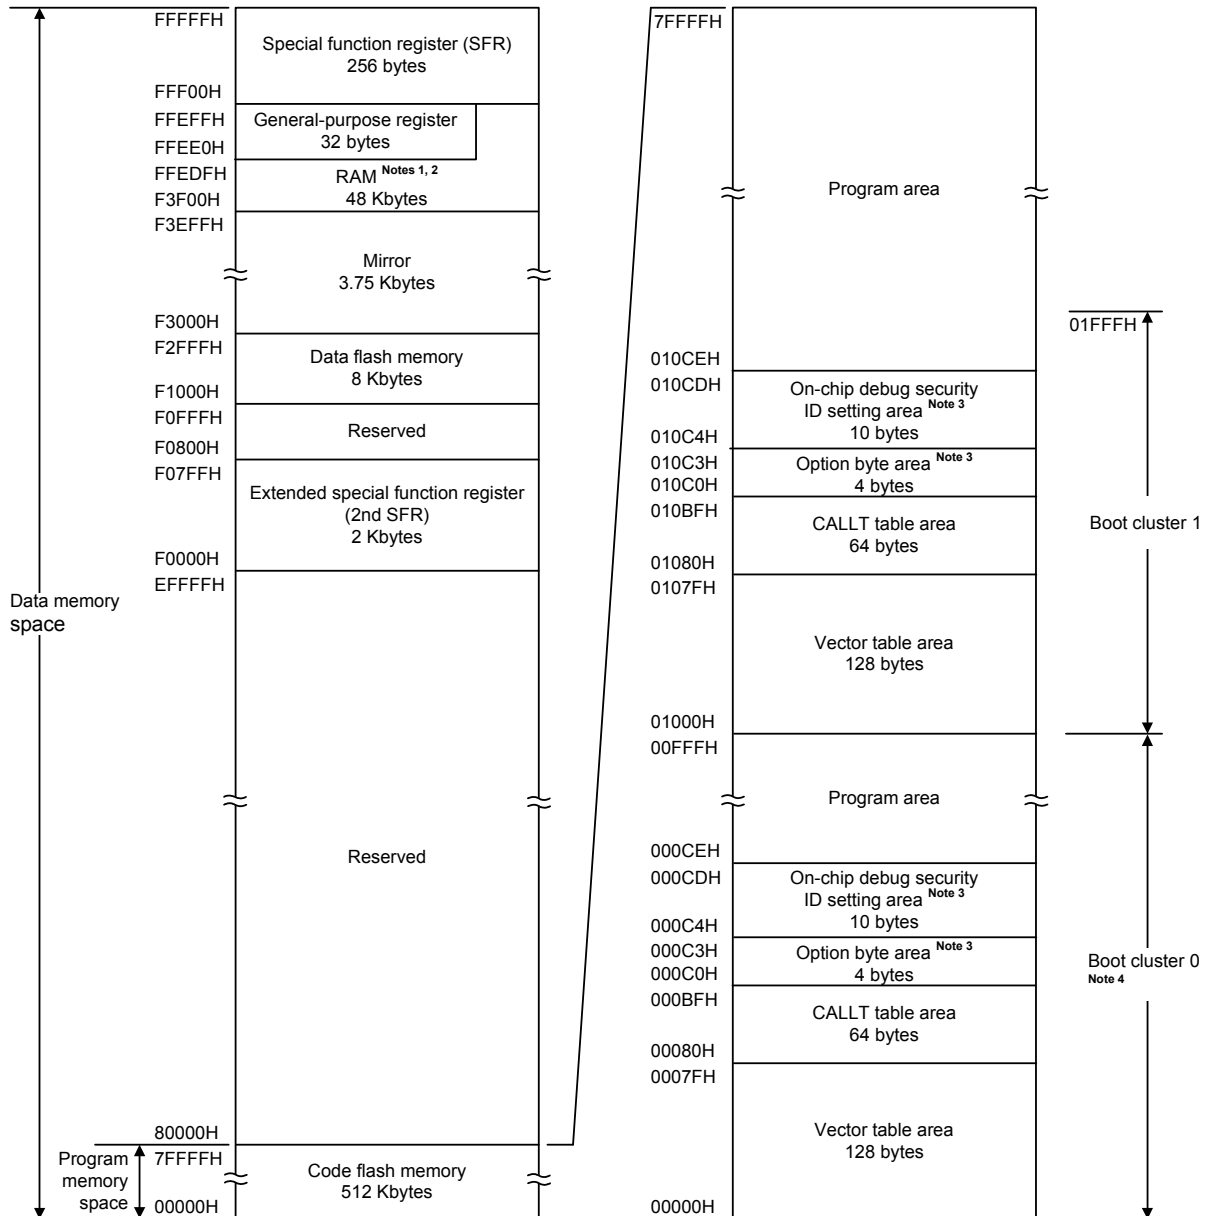 FFFFFH
Special function register (SFR)
256 bytes
FFF00H
FFEFFH
General-purpose register
32 bytes
FFEE0H
FFEDFH
RAM Notes 1, 2
48 Kbytes
F3F00H
F3EFFH
Mirror
3.75 Kbytes
F3000H
F2FFFH
Data flash memory
8 Kbytes
F1000H
F0FFFH
Reserved
F0800H
F07FFH
Extended special function register
(2nd SFR)
2 Kbytes
F0000H
EFFFFH
Data memory
space
Reserved
80000H
7FFFFH
Program
memory
space
Code flash memory
512 Kbytes
00000H
7FFFFH
Program area
01FFFH
010CEH
010CDH
On-chip debug security
ID setting area Note 3
10 bytes
010C4H
010C3H
Option byte area Note 3
4 bytes
010C0H
010BFH
CALLT table area
64 bytes
01080H
0107FH
Boot cluster 1
Vector table area
128 bytes
01000H
00FFFH
Program area
000CEH
000CDH
On-chip debug security
ID setting area Note 3
10 bytes
000C4H
000C3H
Option byte area Note 3
4 bytes
000C0H
000BFH
Boot cluster 0
Note 4
CALLT table area
64 bytes
00080H
0007FH
Vector table area
128 bytes
00000H